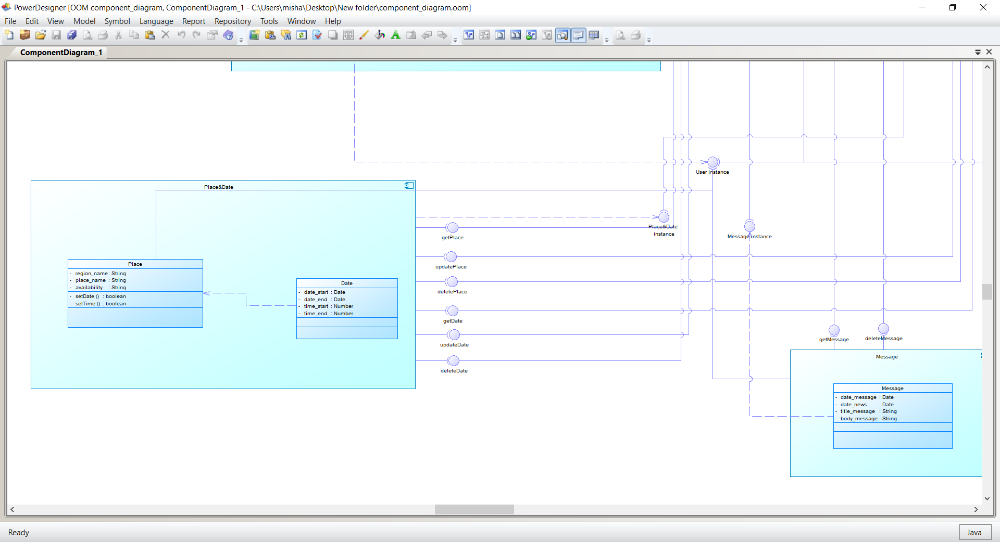 PowerDesigner [OOM component_diagram, ComponentDiagram_1 - C:\Users\misha\Desktop\New folder\component_diagram.oom]
File Edit View Model Symbol Language Report Repository Tools Window Help
ComponentDiagram_1
User instance
Place&Date
Place&Date
instance
getPlace
Message instance
Place
- region_name : String
- place_name : String
- availability : String
- setDate () : boolean
- setTime () : boolean
updatePlace
Date
- date_start : Date
- date_end : Date
- time_start : Number
- time_end : Number
deletePlace
getDate
updateDate
deleteDate
getMessage
deleteMessage
Message
Message
- date_message : Date
- date_news : Date
- title_message : String
- body_message : String
Ready
Java